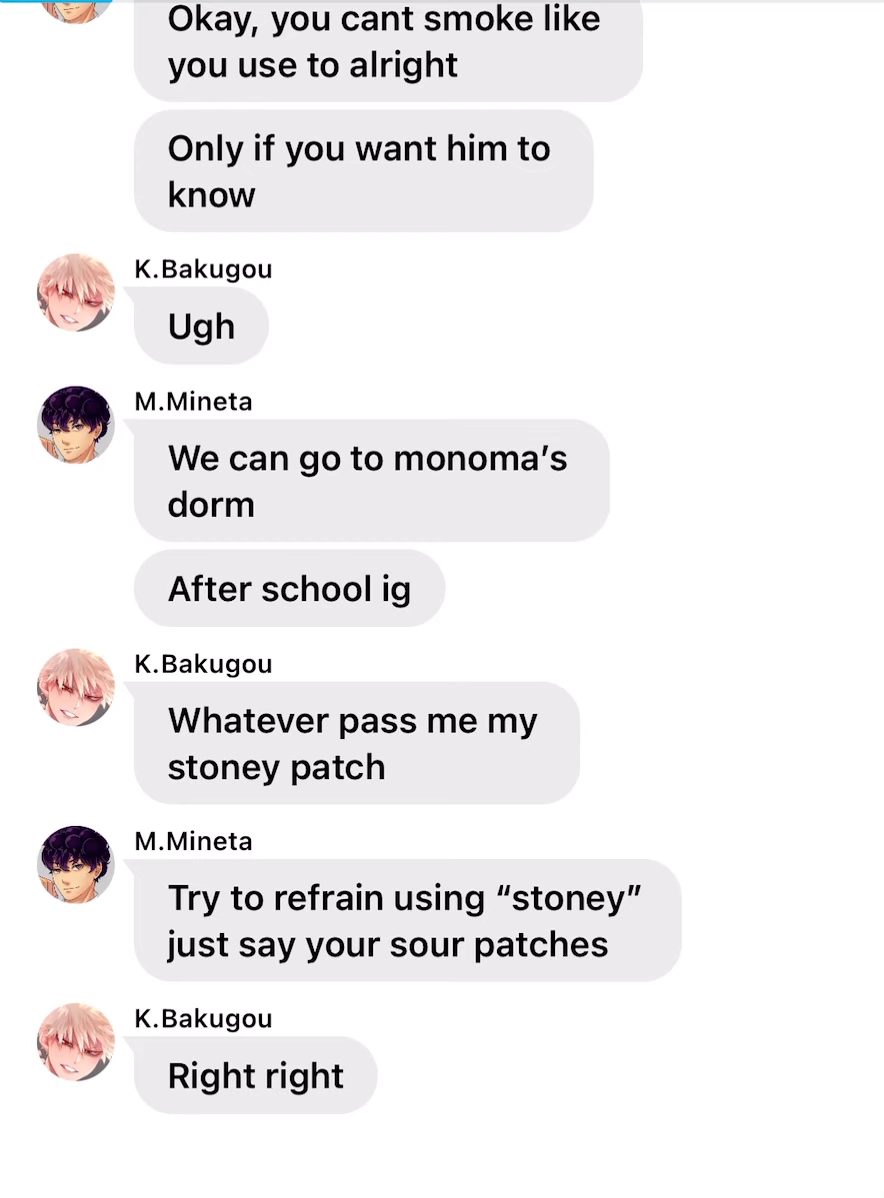 Okay, you cant smoke like
you use to alright
Only if you want him to
know
K.Bakugou
Ugh
M.Mineta
We can go to monoma’s
dorm
After school ig
K.Bakugou
Whatever pass me my
stoney patch
M.Mineta
Try to refrain using “stoney”
just say your sour patches
K.Bakugou
Right right